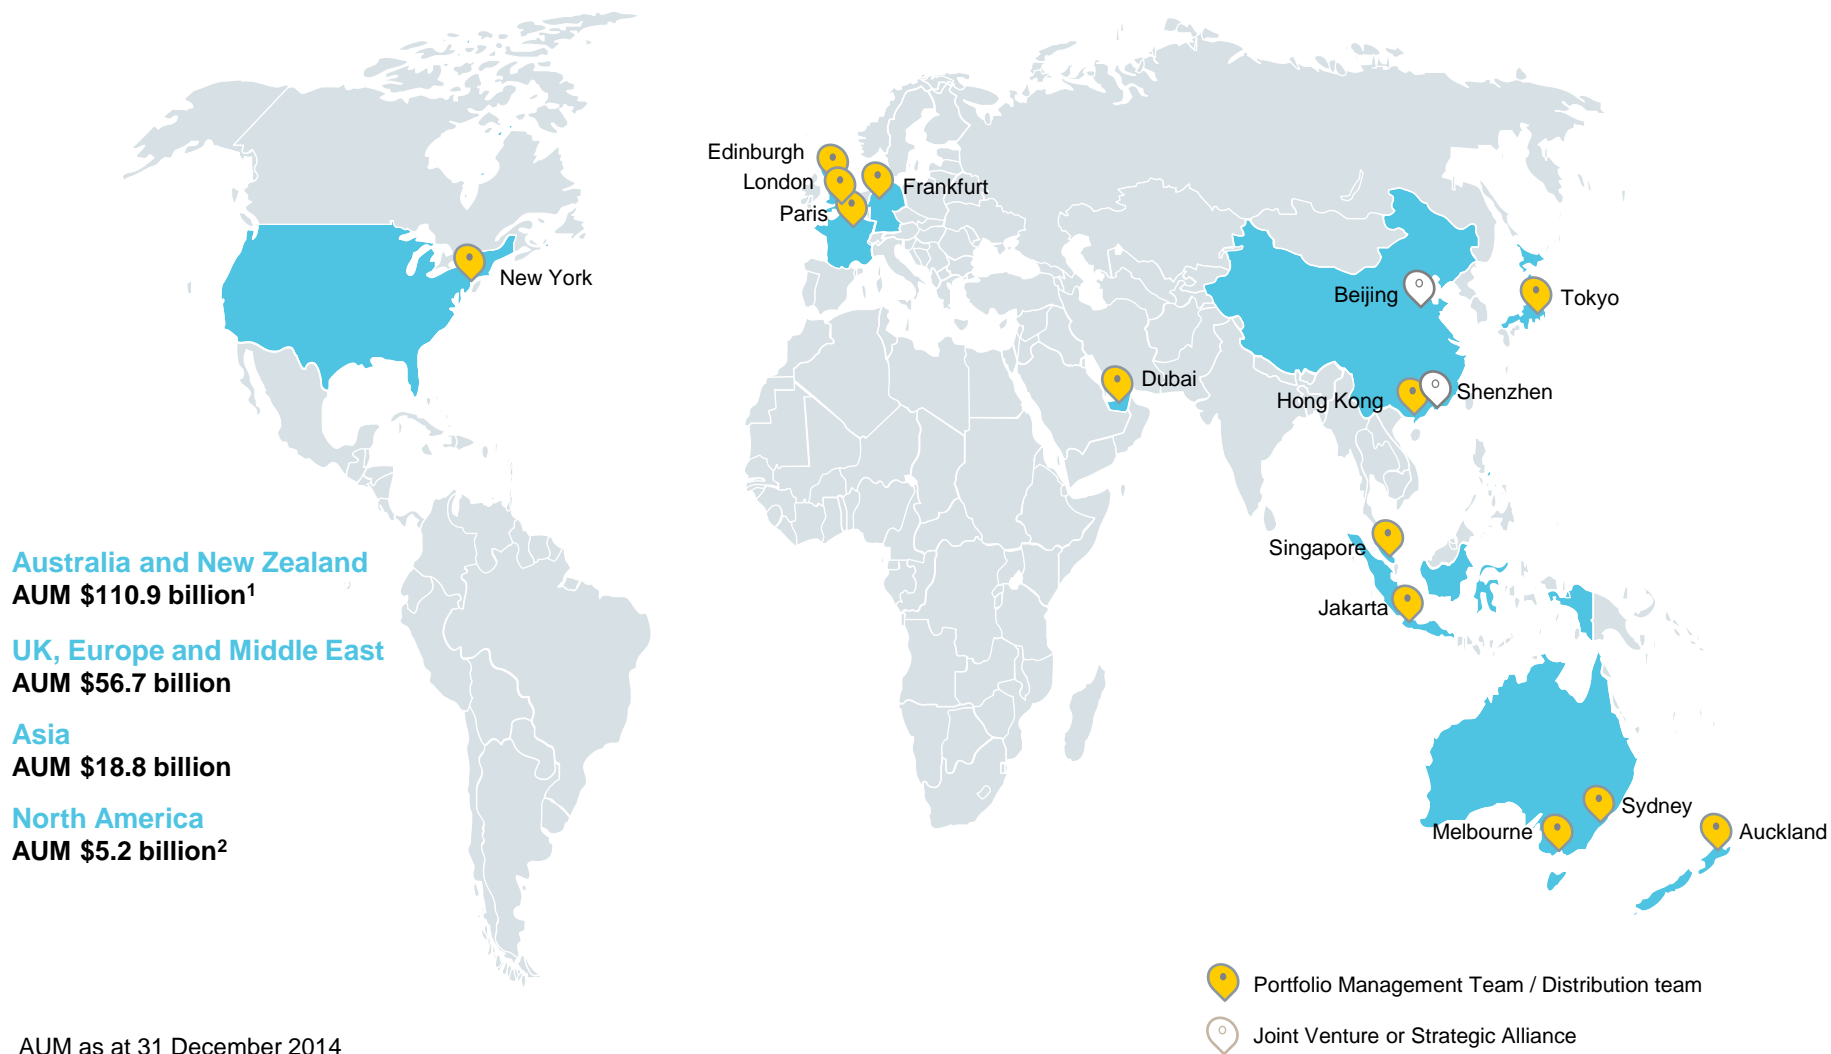 Edinburgh
London
Frankfurt
Paris
New York
Beijing
Tokyo
Dubai
Hong Kong
Shenzhen
Singapore
Jakarta
Australia and New Zealand
AUM $110.9 billion¹
UK, Europe and Middle East
AUM $56.7 billion
Asia
AUM $18.8 billion
North America
AUM $5.2 billion²
Sydney
Melbourne
Auckland
Portfolio Management Team / Distribution team
Joint Venture or Strategic Alliance
AUM as at 31 December 2014